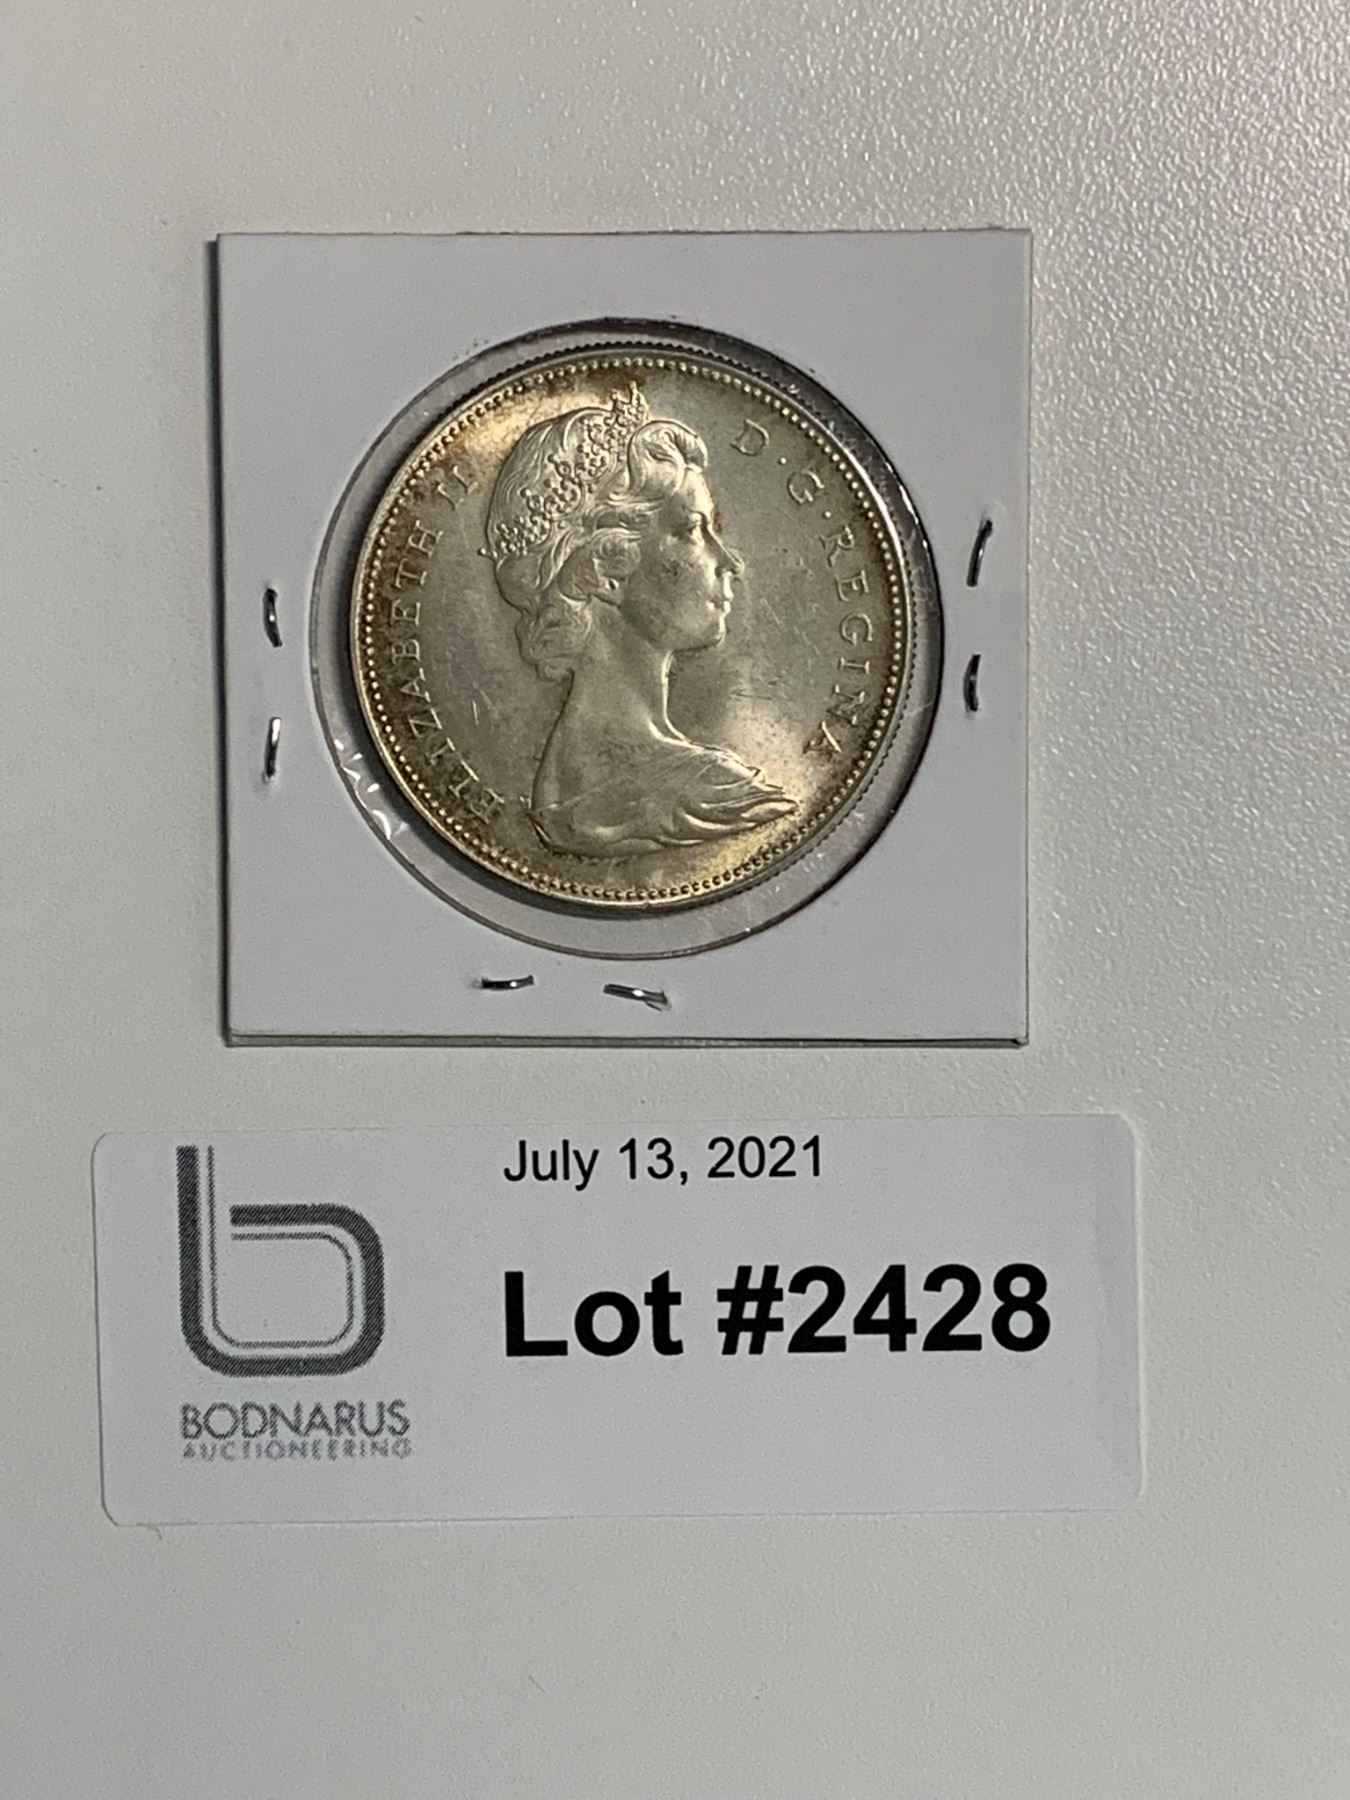 ELIZABETH II D·G·REGINA
July 13, 2021
Lot #2428
BODNARUS
AUCTIONEERING